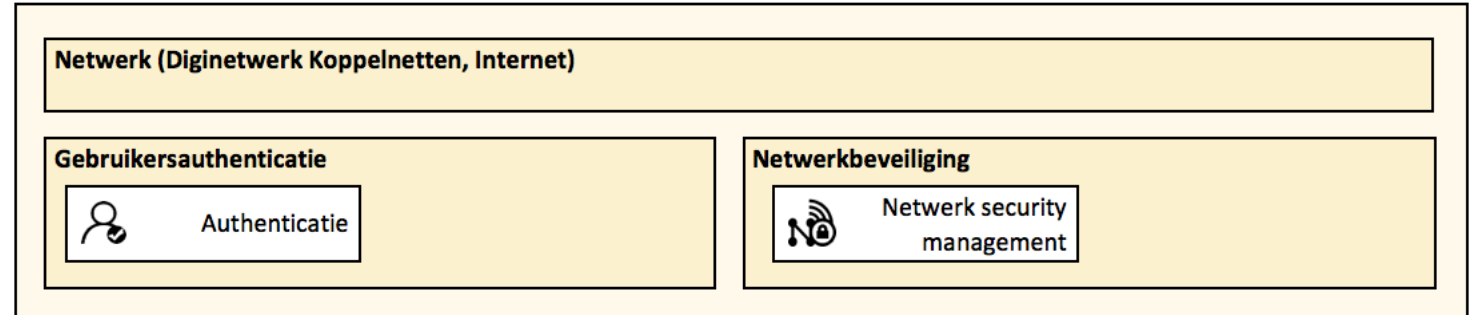 Netwerk (Diginetwerk Koppelnetten, Internet)
Gebruikersauthenticatie
Authenticatie
Netwerkbeveiliging
Netwerk security
management